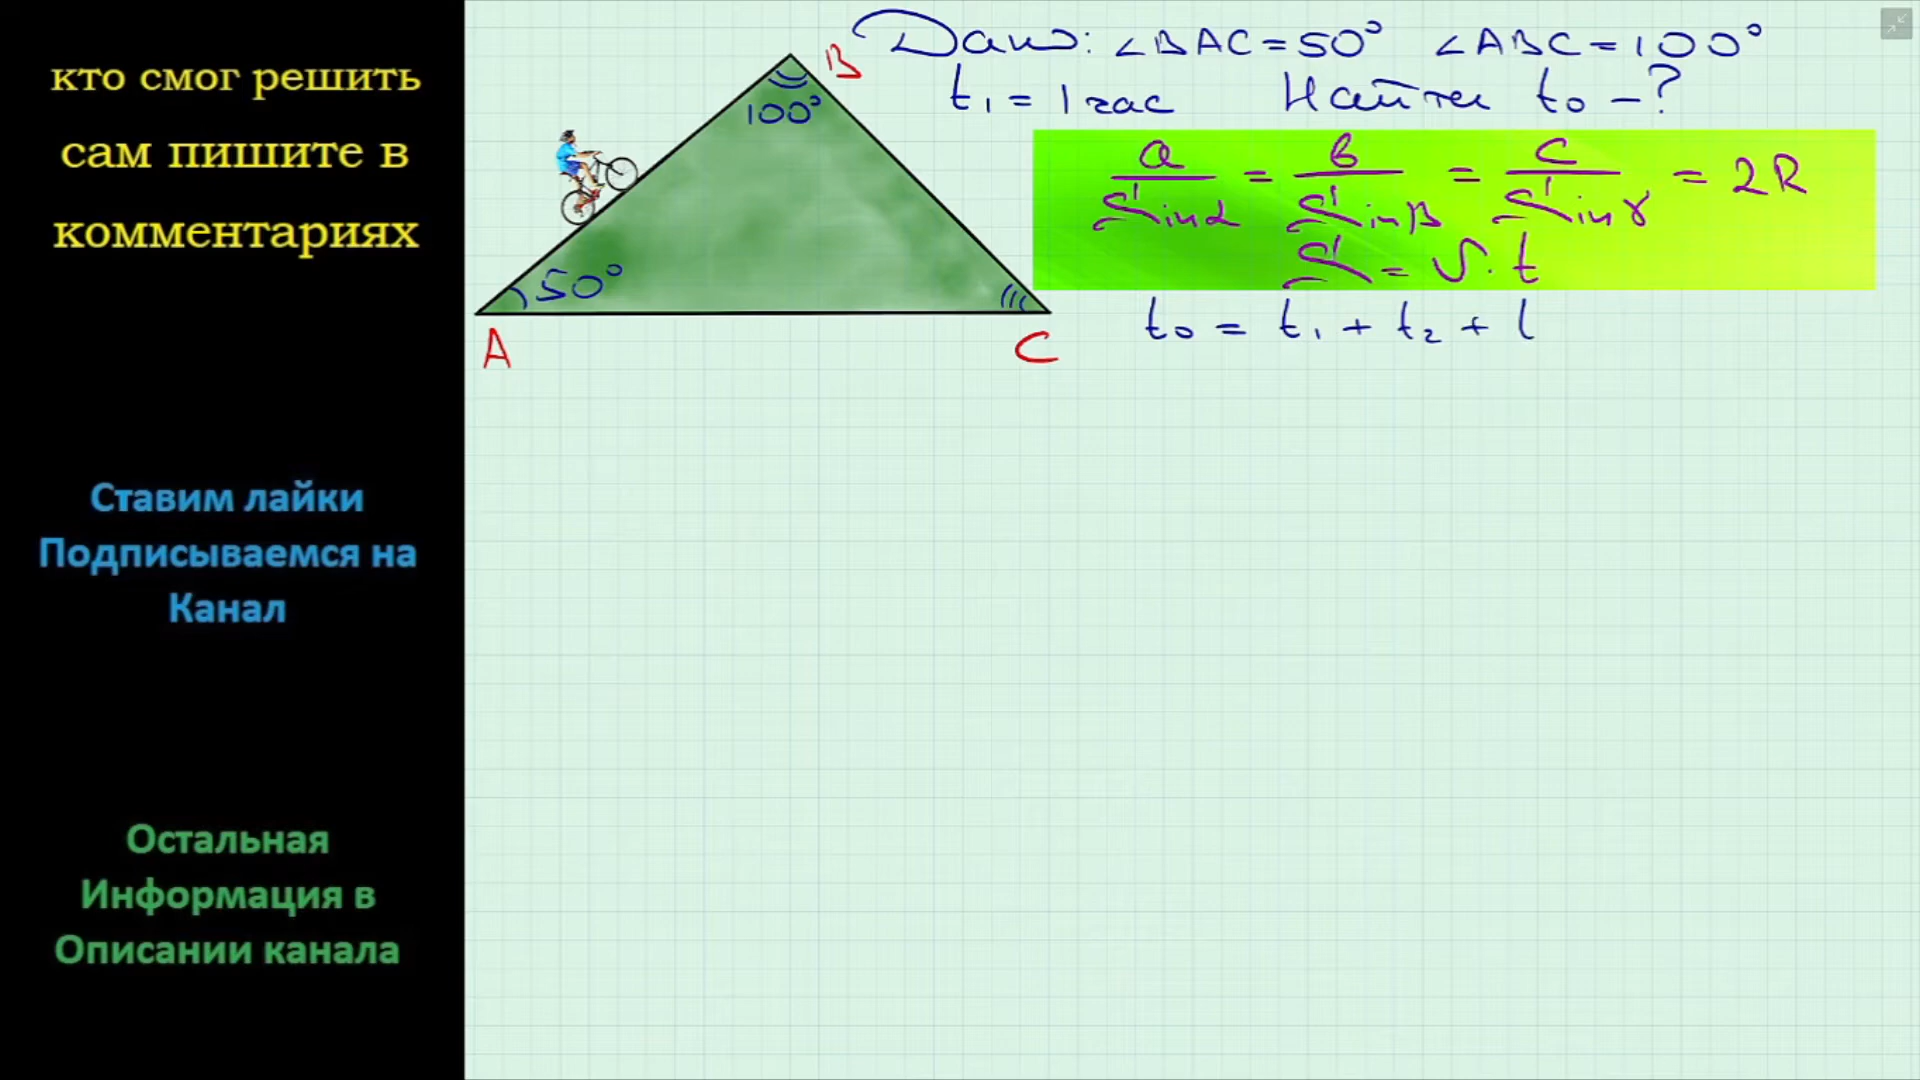 кто смог решить
сам пишите в
комментариях
Ставим лайки
Подписываемся на
Канал
Остальная
Информация в
Описании канала
Дано: ∠BAC=50° ∠ABC=100°
t₁ = 1 час Найти t₀ - ?
B
100°
50°
A
C
a/sinα = b/sinβ = c/sinγ = 2R
S = V · t
t₀ = t₁ + t₂ + l